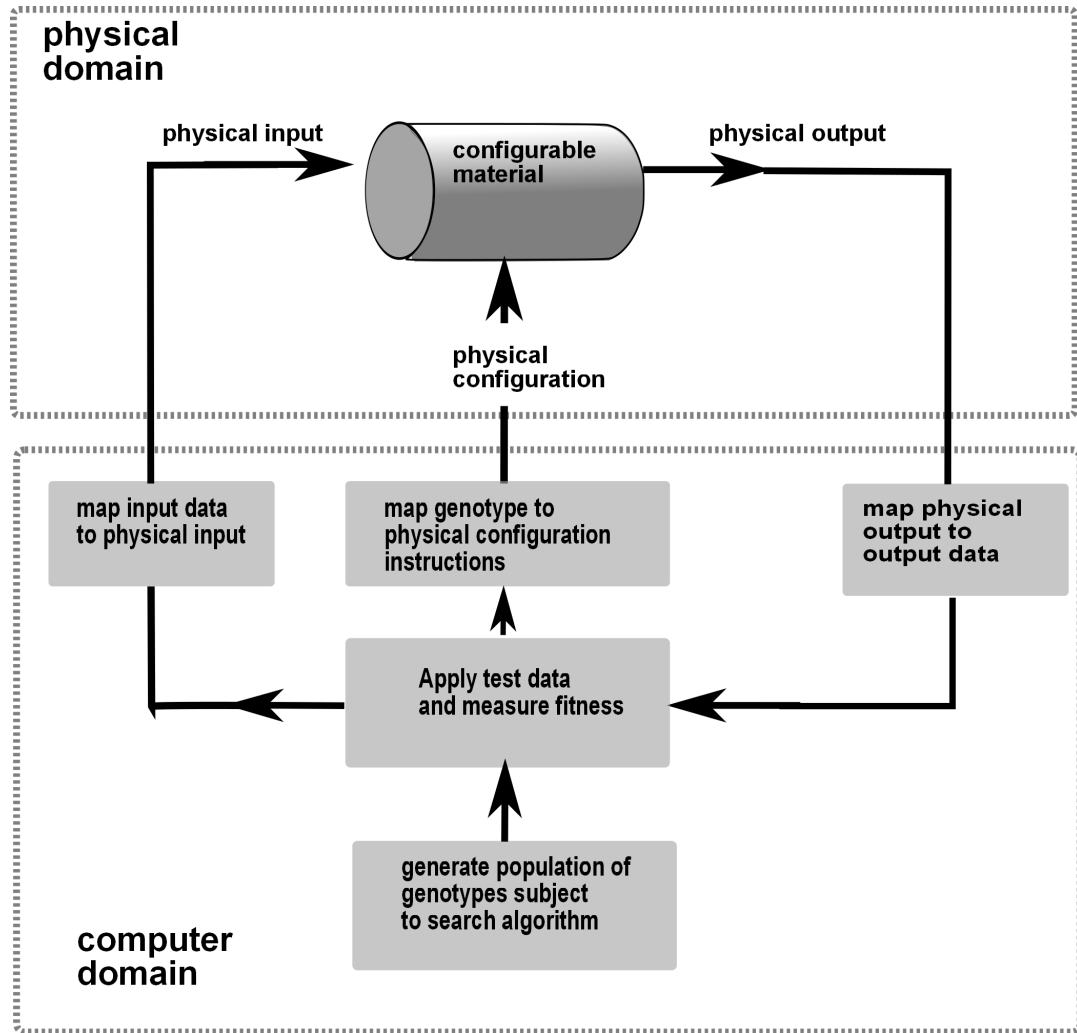 physical
domain
physical input
configurable
material
physical output
physical
configuration
map input data
to physical input
map genotype to
physical configuration
instructions
map physical
output to
output data
Apply test data
and measure fitness
generate population of
genotypes subject
to search algorithm
computer
domain